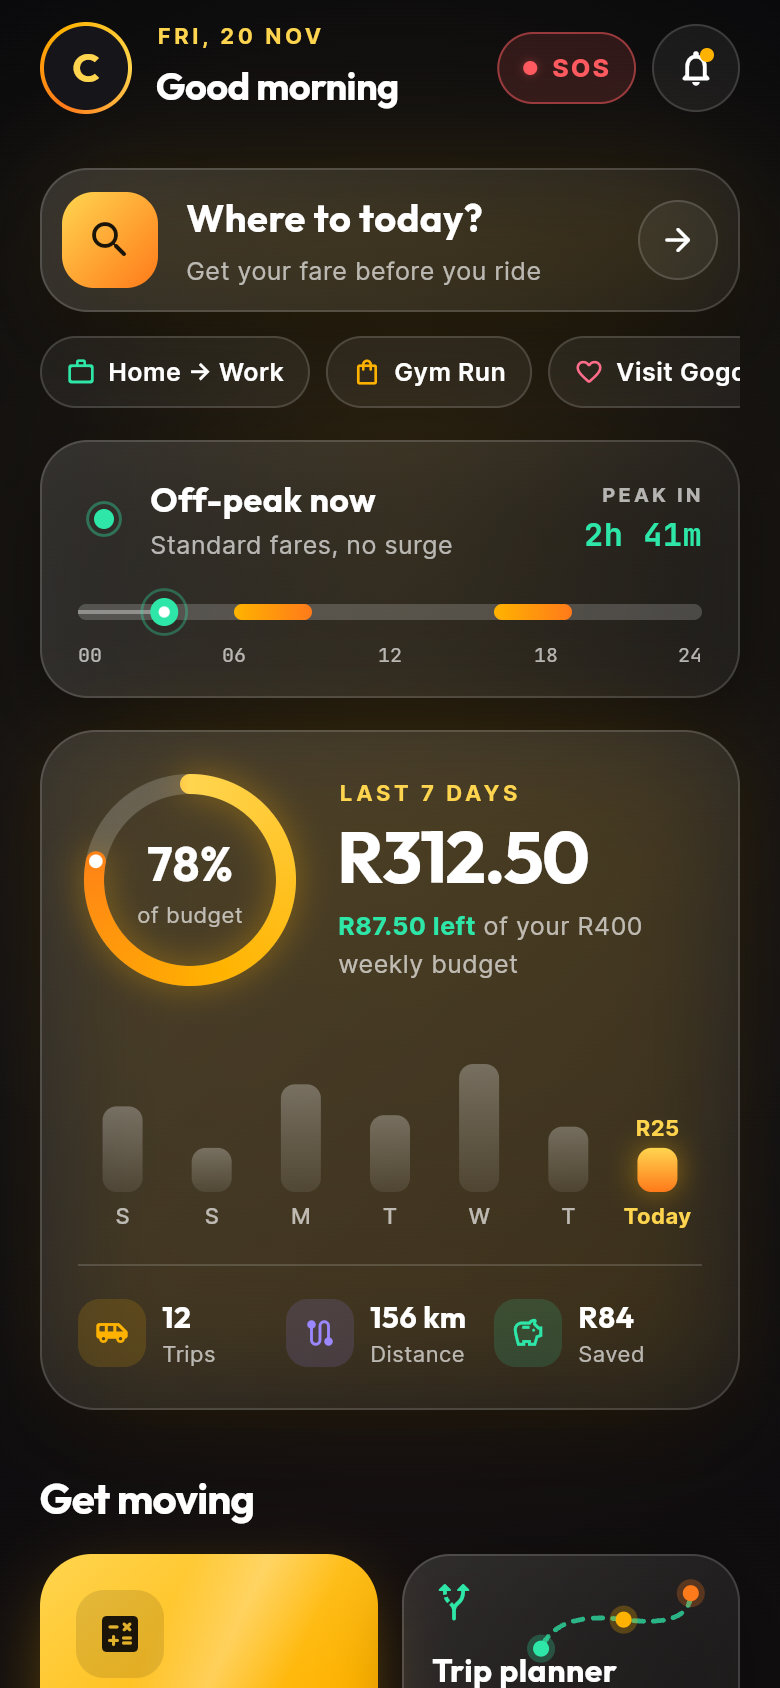 C
FRI, 20 NOV
Good morning
SOS
Where to today?
Get your fare before you ride
Home → Work
Gym Run
Visit Gogo
Off-peak now
Standard fares, no surge
PEAK IN
2h 41m
00 06 12 18 24
78%
of budget
LAST 7 DAYS
R312.50
R87.50 left of your R400
weekly budget
R25
S S M T W T Today
12
Trips
156 km
Distance
R84
Saved
Get moving
Trip planner